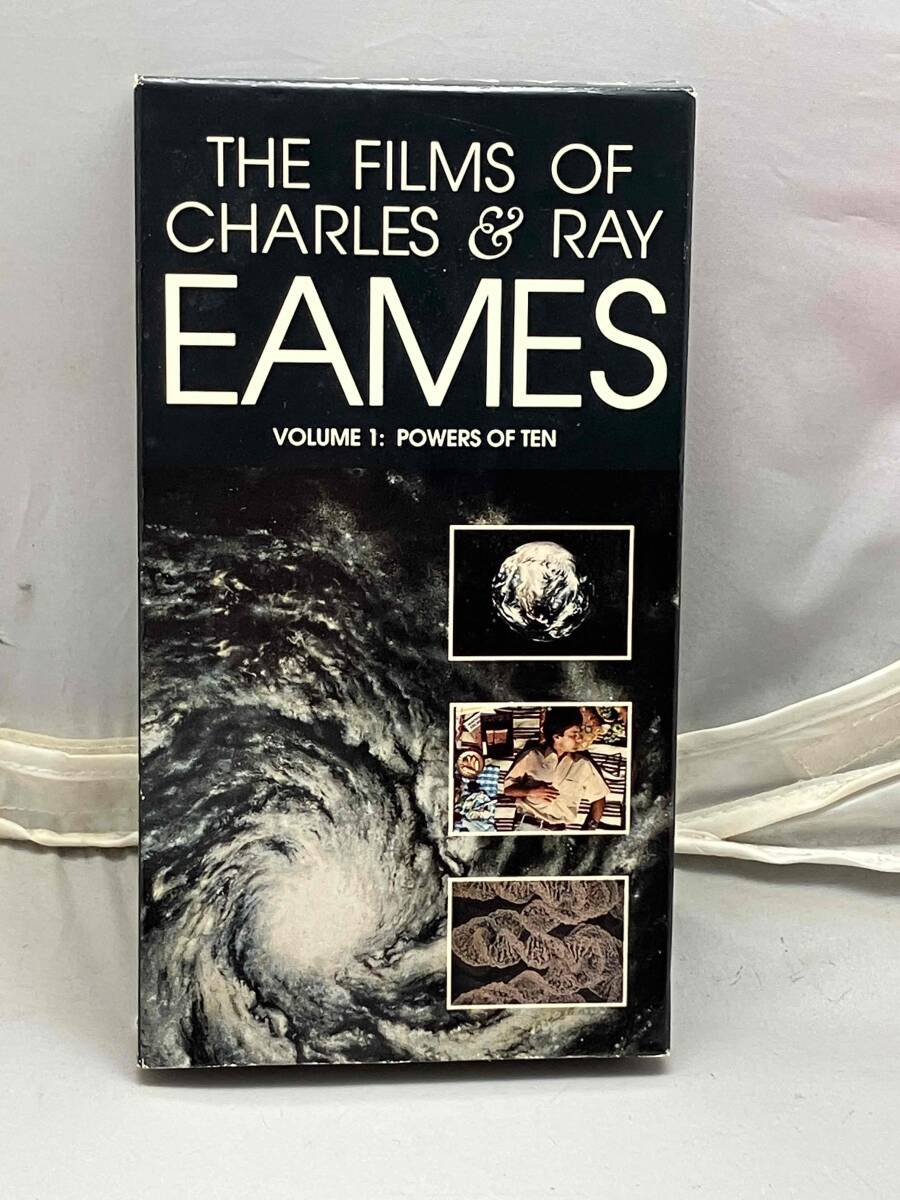 THE FILMS OF
CHARLES & RAY
EAMES
VOLUME 1: POWERS OF TEN